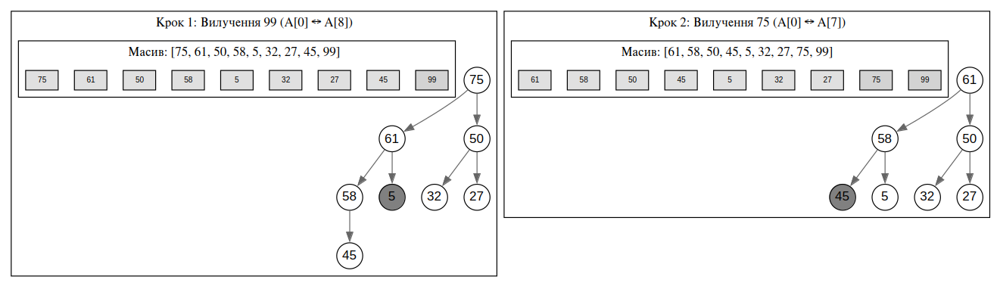 Крок 1: Вилучення 99 (A[0] ⇔ A[8])
Масив: [75, 61, 50, 58, 5, 32, 27, 45, 99]
75 61 50 58 5 32 27 45 99
75
61 50
58 5 32 27
45
Крок 2: Вилучення 75 (A[0] ⇔ A[7])
Масив: [61, 58, 50, 45, 5, 32, 27, 75, 99]
61 58 50 45 5 32 27 75 99
61
58 50
45 5 32 27